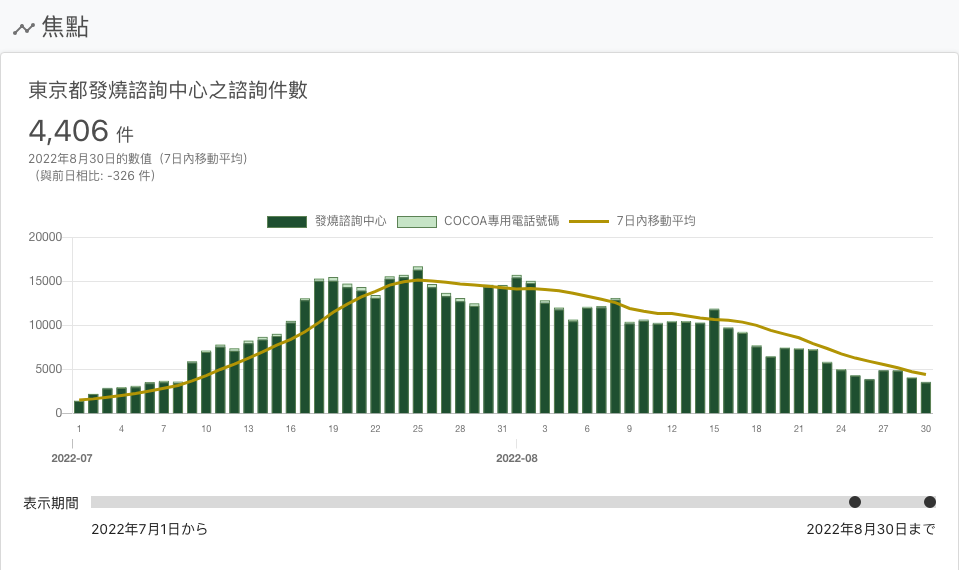 焦點
東京都發燒諮詢中心之諮詢件數
4,406 件
2022年8月30日的數值（7日內移動平均）
（與前日相比: -326 件）
發燒諮詢中心 COCOA專用電話號碼 7日內移動平均
20000
15000
10000
5000
0
1 4 7 10 13 16 19 22 25 28 31 3 6 9 12 15 18 21 24 27 30
2022-07 2022-08
表示期間
2022年7月1日から 2022年8月30日まで